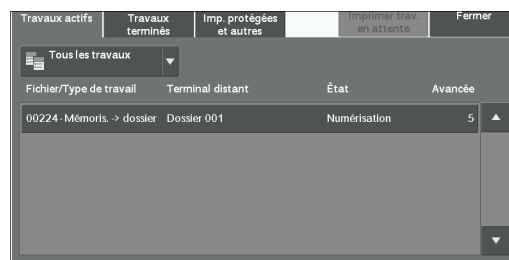 Travaux actifs
Travaux
terminés
Imp. protégées
et autres
Imprimer trav.
en attente
Fermer
Tous les travaux
Fichier/Type de travail Terminal distant État Avancée
00224-Mémoris. -> dossier Dossier 001 Numérisation 5